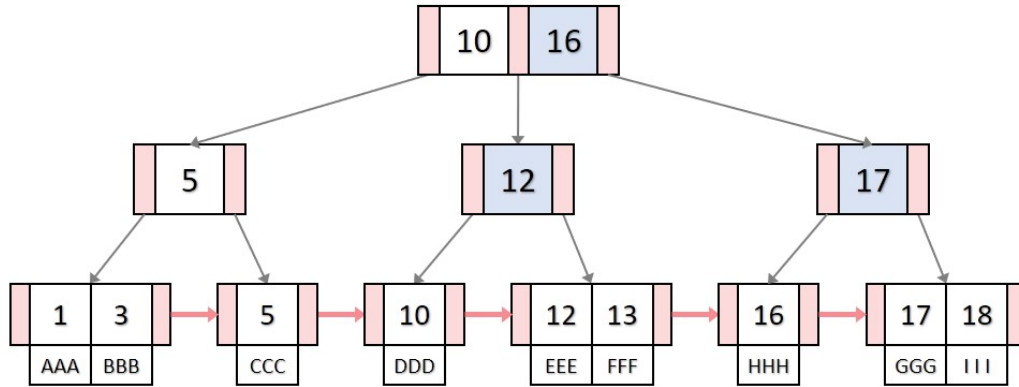 10 16
5 12 17
1 3 5 10 12 13 16 17 18
AAA BBB CCC DDD EEE FFF HHH GGG III